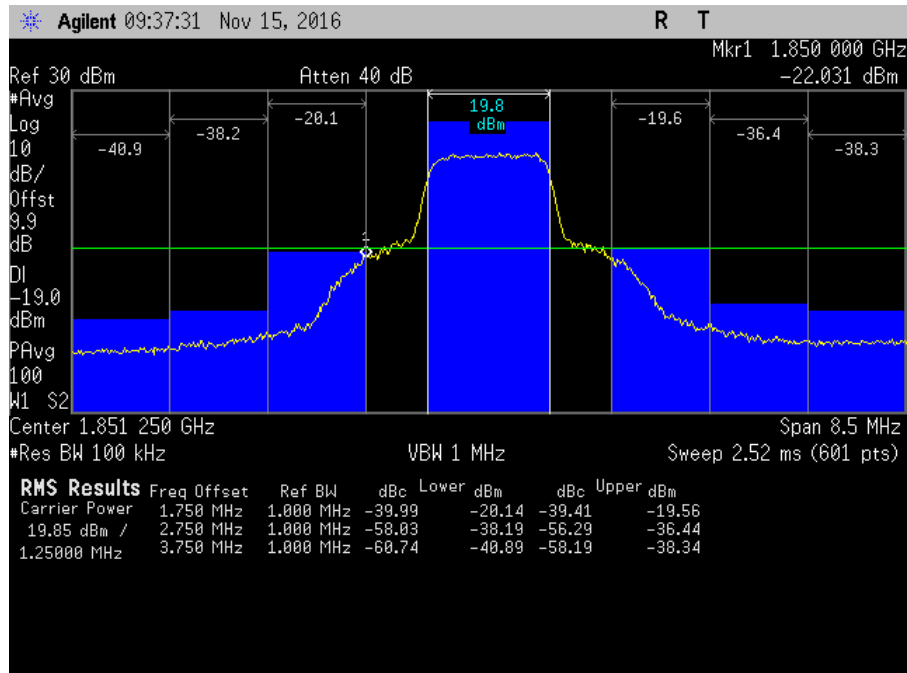 Agilent 09:37:31 Nov 15, 2016 R T
Mkr1 1.850 000 GHz
Ref 30 dBm Atten 40 dB -22.031 dBm
#Avg
Log
10
dB/
Offst
9.9
dB
DI
-19.0
dBm
PAvg
100
W1 S2
-40.9 -38.2 -20.1 19.8 dBm -19.6 -36.4 -38.3
1
Center 1.851 250 GHz Span 8.5 MHz
#Res BW 100 kHz VBW 1 MHz Sweep 2.52 ms (601 pts)
RMS Results Freq Offset Ref BW dBc Lower dBm dBc Upper dBm
Carrier Power 1.750 MHz 1.000 MHz -39.99 -20.14 -39.41 -19.56
19.85 dBm / 2.750 MHz 1.000 MHz -58.03 -38.19 -56.29 -36.44
1.25000 MHz 3.750 MHz 1.000 MHz -60.74 -40.89 -58.19 -38.34